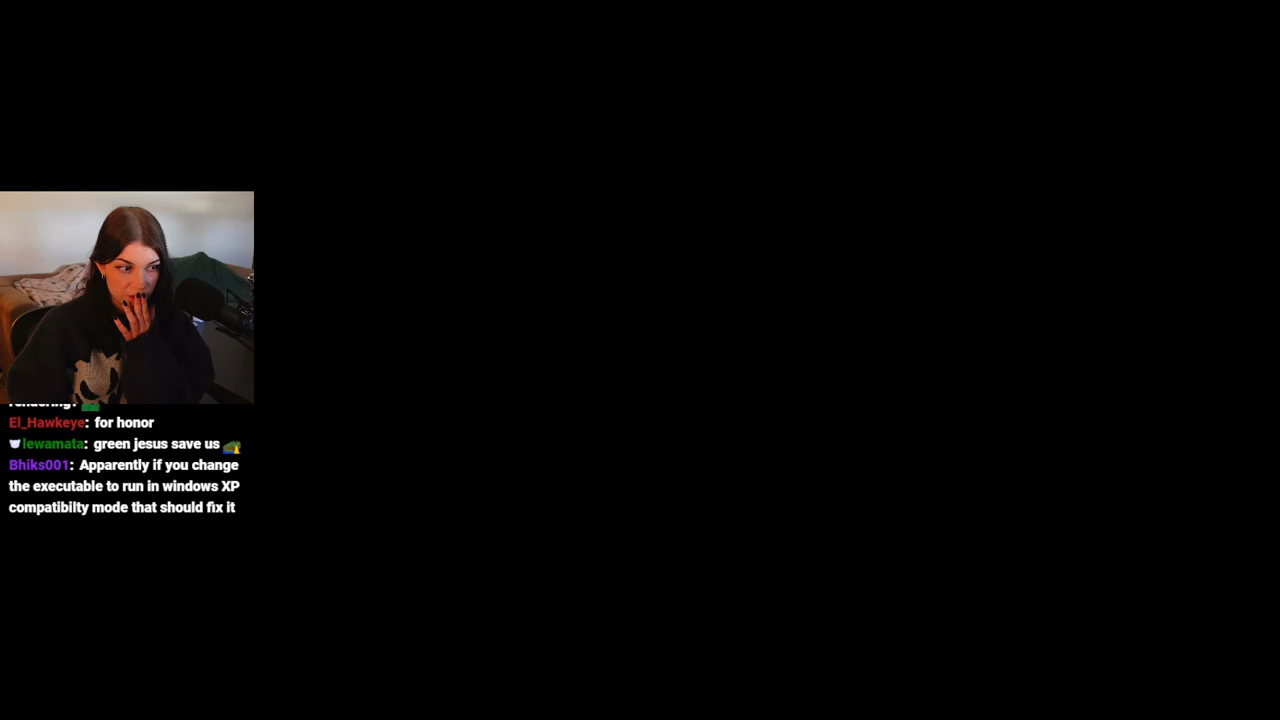 rendering?
El_Hawkeye: for honor
lewamata: green jesus save us
Bhiks001: Apparently if you change
the executable to run in windows XP
compatibilty mode that should fix it